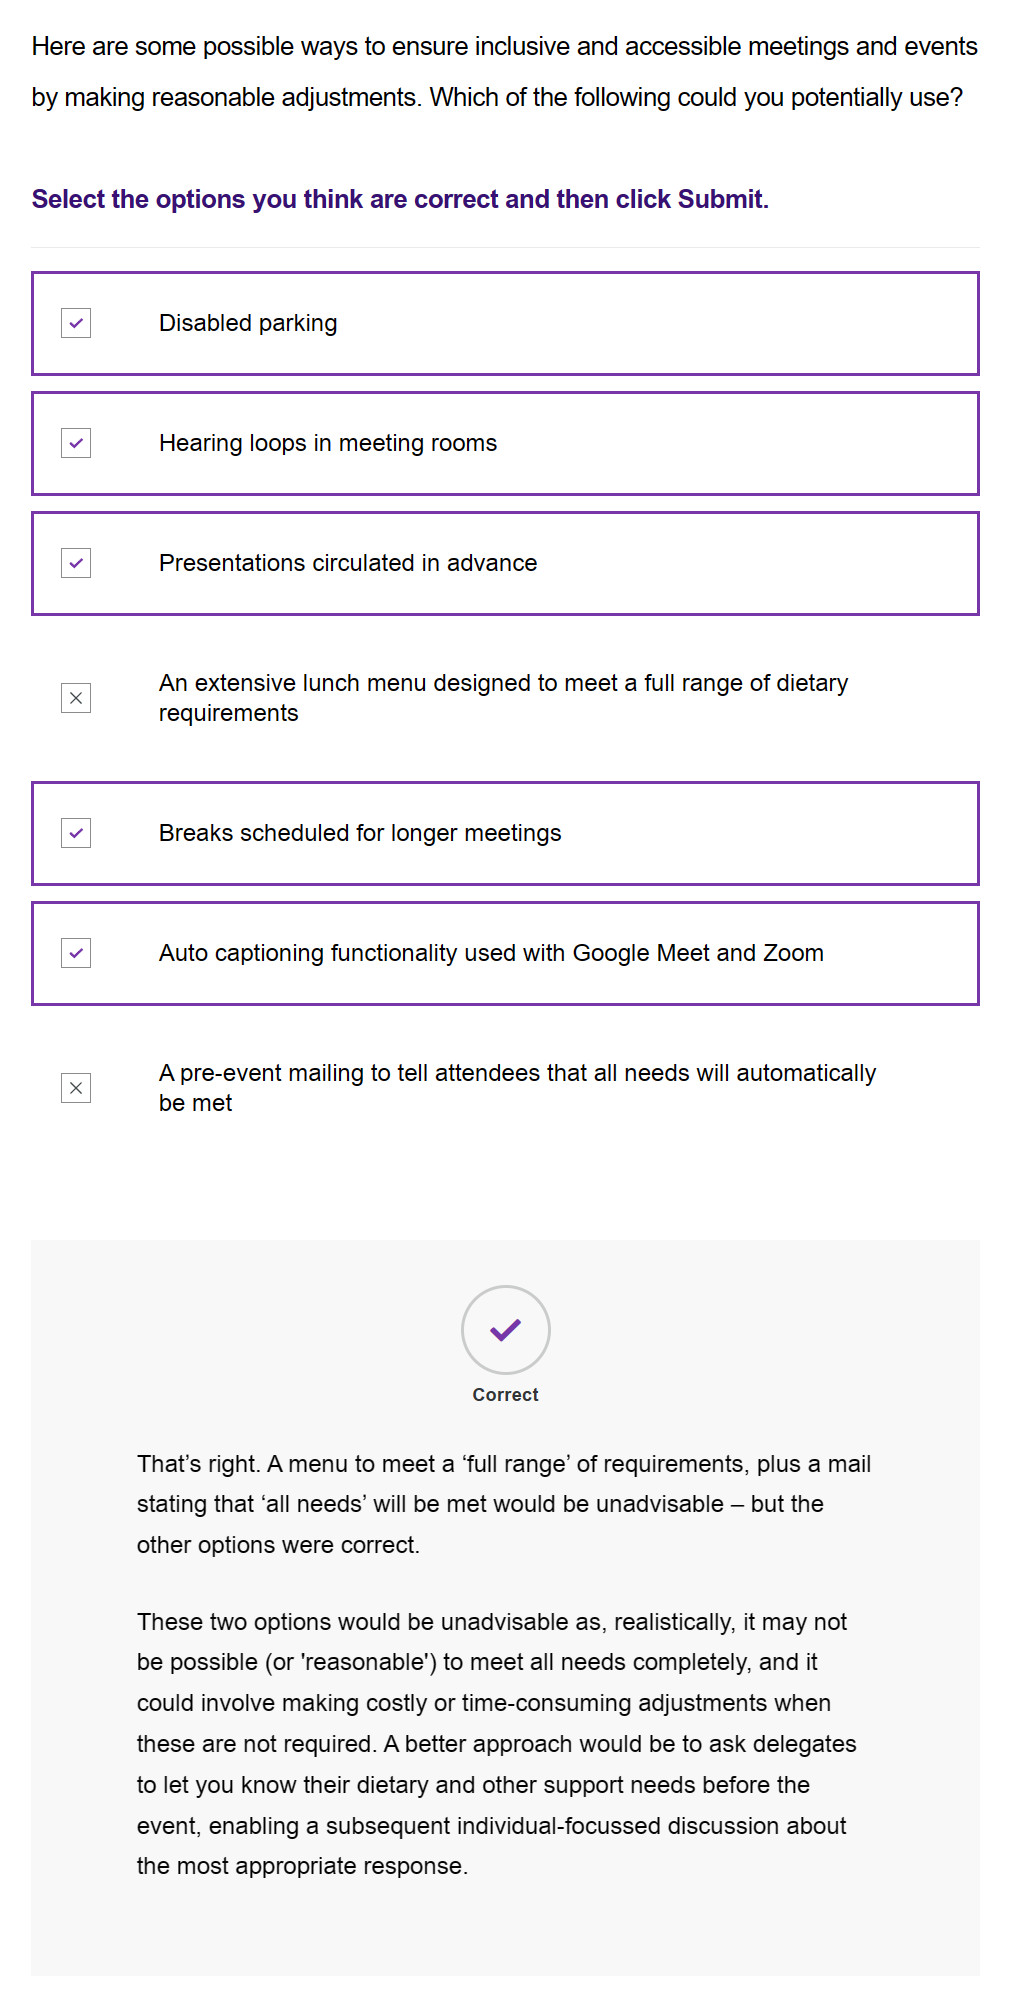 Here are some possible ways to ensure inclusive and accessible meetings and events
by making reasonable adjustments. Which of the following could you potentially use?
Select the options you think are correct and then click Submit.
Disabled parking
Hearing loops in meeting rooms
Presentations circulated in advance
An extensive lunch menu designed to meet a full range of dietary
requirements
Breaks scheduled for longer meetings
Auto captioning functionality used with Google Meet and Zoom
A pre-event mailing to tell attendees that all needs will automatically
be met
Correct
That’s right. A menu to meet a ‘full range’ of requirements, plus a mail
stating that ‘all needs’ will be met would be unadvisable – but the
other options were correct.
These two options would be unadvisable as, realistically, it may not
be possible (or 'reasonable') to meet all needs completely, and it
could involve making costly or time-consuming adjustments when
these are not required. A better approach would be to ask delegates
to let you know their dietary and other support needs before the
event, enabling a subsequent individual-focussed discussion about
the most appropriate response.